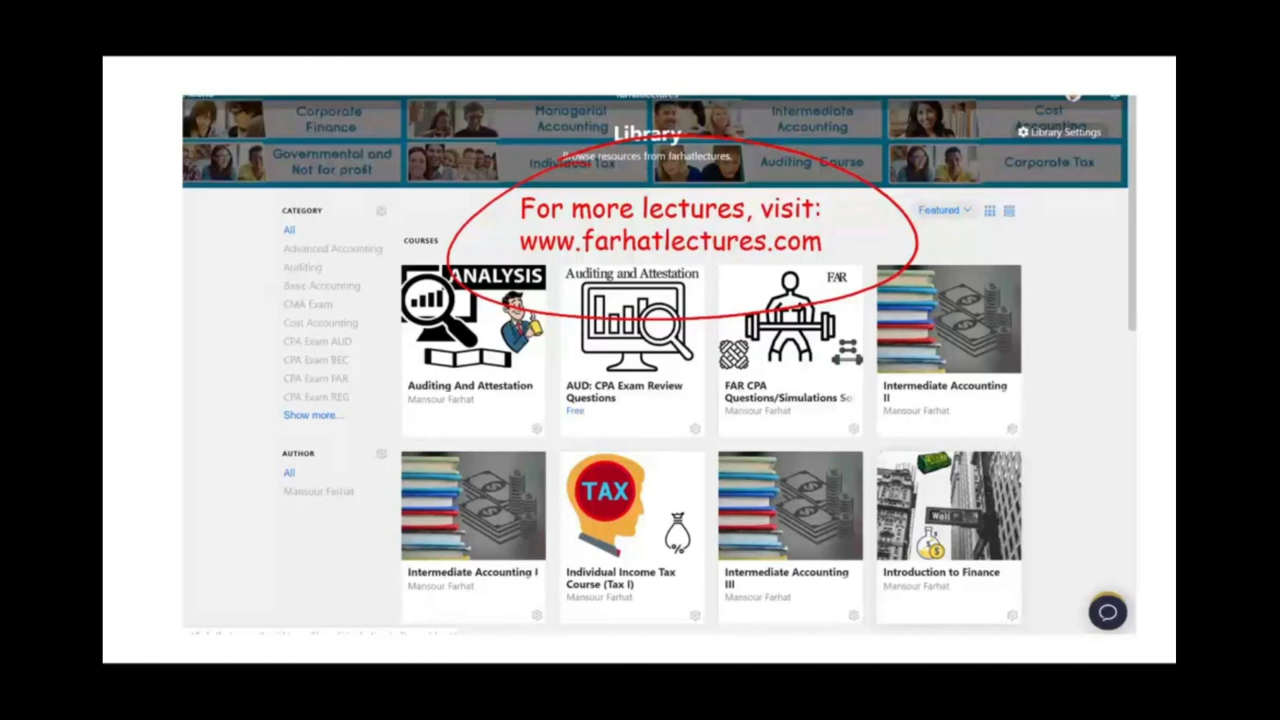 farhatlectures
Corporate
Finance
Managerial
Accounting
Intermediate
Accounting
Cost
Accounting
Library
Library Settings
Browse resources from farhatlectures.
Governmental and
Not for profit
Individual Tax
Auditing Course
Corporate Tax
For more lectures, visit:
www.farhatlectures.com
CATEGORY
All
Advanced Accounting
Auditing
Basic Accounting
CMA Exam
Cost Accounting
CPA Exam AUD
CPA Exam BEC
CPA Exam FAR
CPA Exam REG
Show more...
AUTHOR
All
Mansour Farhat
Featured
COURSES
ANALYSIS
Auditing And Attestation
Mansour Farhat
Auditing and Attestation
AUD: CPA Exam Review
Questions
Free
FAR
FAR CPA
Questions/Simulations So
Mansour Farhat
Intermediate Accounting
II
Mansour Farhat
Intermediate Accounting I
Mansour Farhat
TAX
%
Individual Income Tax
Course (Tax I)
Mansour Farhat
Intermediate Accounting
III
Mansour Farhat
Wall
Introduction to Finance
Mansour Farhat